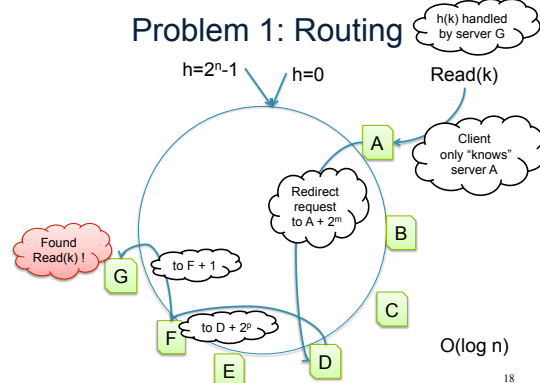 Problem 1: Routing
h(k) handled
by server G
h=2ⁿ-1
h=0
Read(k)
A
Client
only “knows”
server A
Redirect
request
to A + 2ᵐ
B
Found
Read(k) !
G
to F + 1
C
F
to D + 2ᵖ
E
D
O(log n)
18